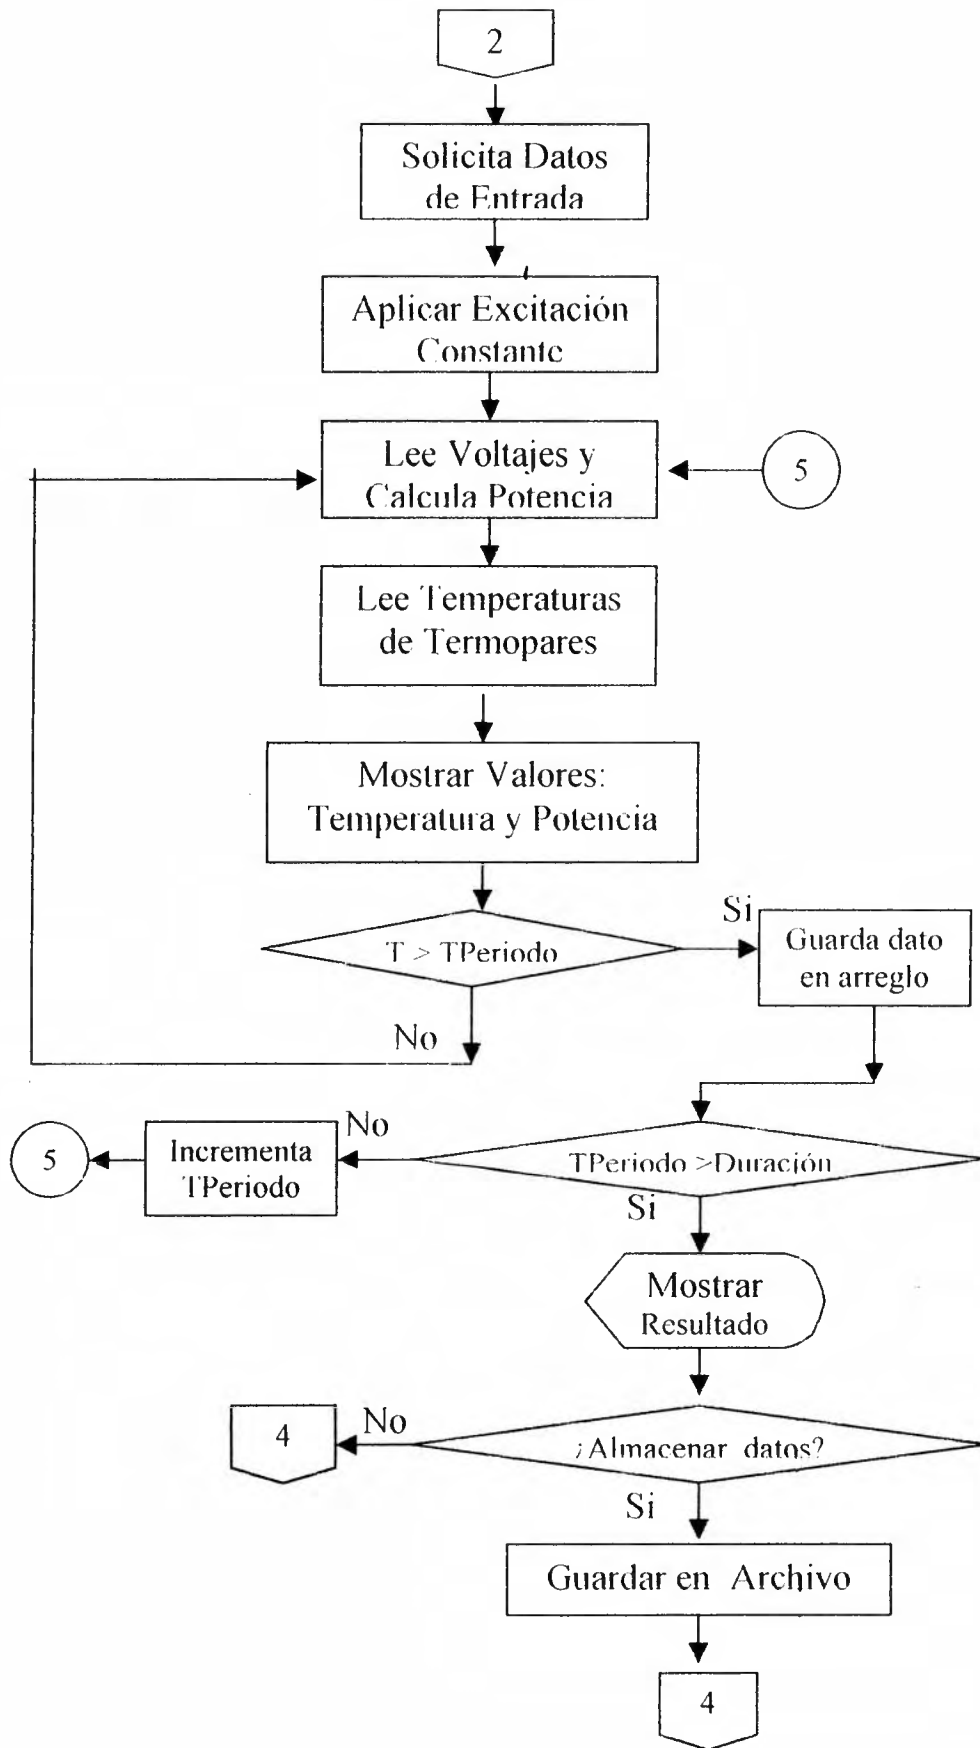 2
Solicita Datos
de Entrada
Aplicar Excitación
Constante
Lee Voltajes y
Calcula Potencia
5
Lee Temperaturas
de Termopares
Mostrar Valores:
Temperatura y Potencia
T > TPeriodo
Si
Guarda dato
en arreglo
No
5
Incrementa
TPeriodo
No
TPeriodo >Duración
Si
Mostrar
Resultado
4
No
¿Almacenar datos?
Si
Guardar en Archivo
4